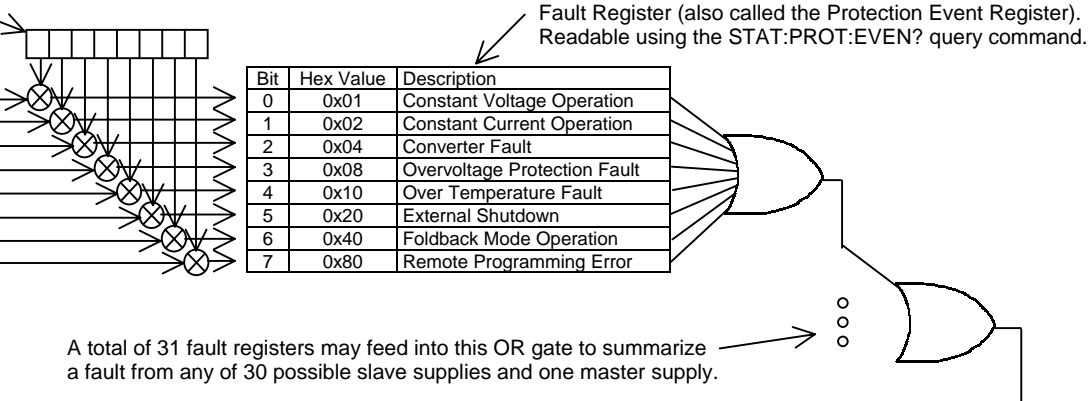 Fault Register (also called the Protection Event Register).
Readable using the STAT:PROT:EVEN? query command.
Bit Hex Value Description
0 0x01 Constant Voltage Operation
1 0x02 Constant Current Operation
2 0x04 Converter Fault
3 0x08 Overvoltage Protection Fault
4 0x10 Over Temperature Fault
5 0x20 External Shutdown
6 0x40 Foldback Mode Operation
7 0x80 Remote Programming Error
A total of 31 fault registers may feed into this OR gate to summarize
a fault from any of 30 possible slave supplies and one master supply.